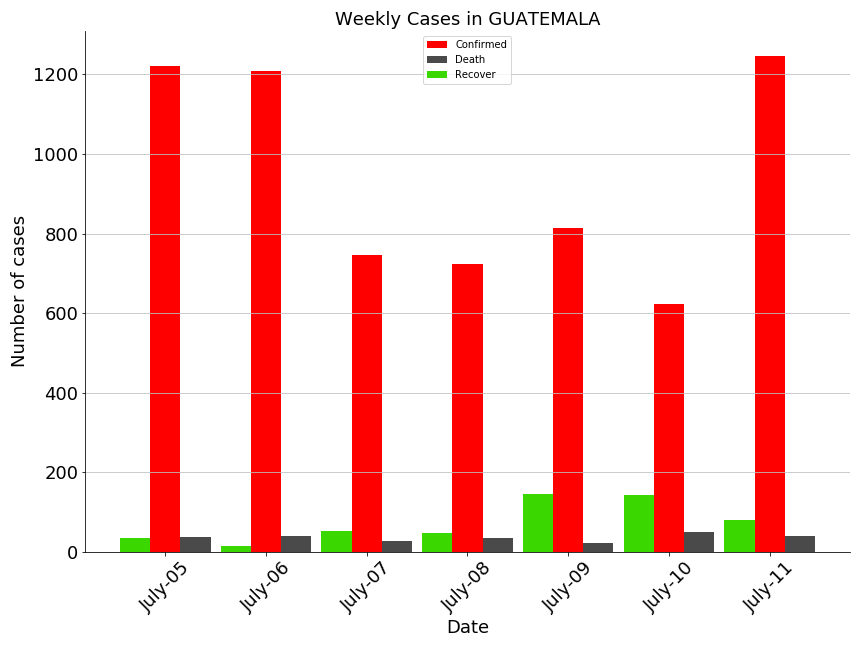 Weekly Cases in GUATEMALA
Confirmed
Death
Recover
Number of cases
1200
1000
800
600
400
200
0
July-05
July-06
July-07
July-08
July-09
July-10
July-11
Date